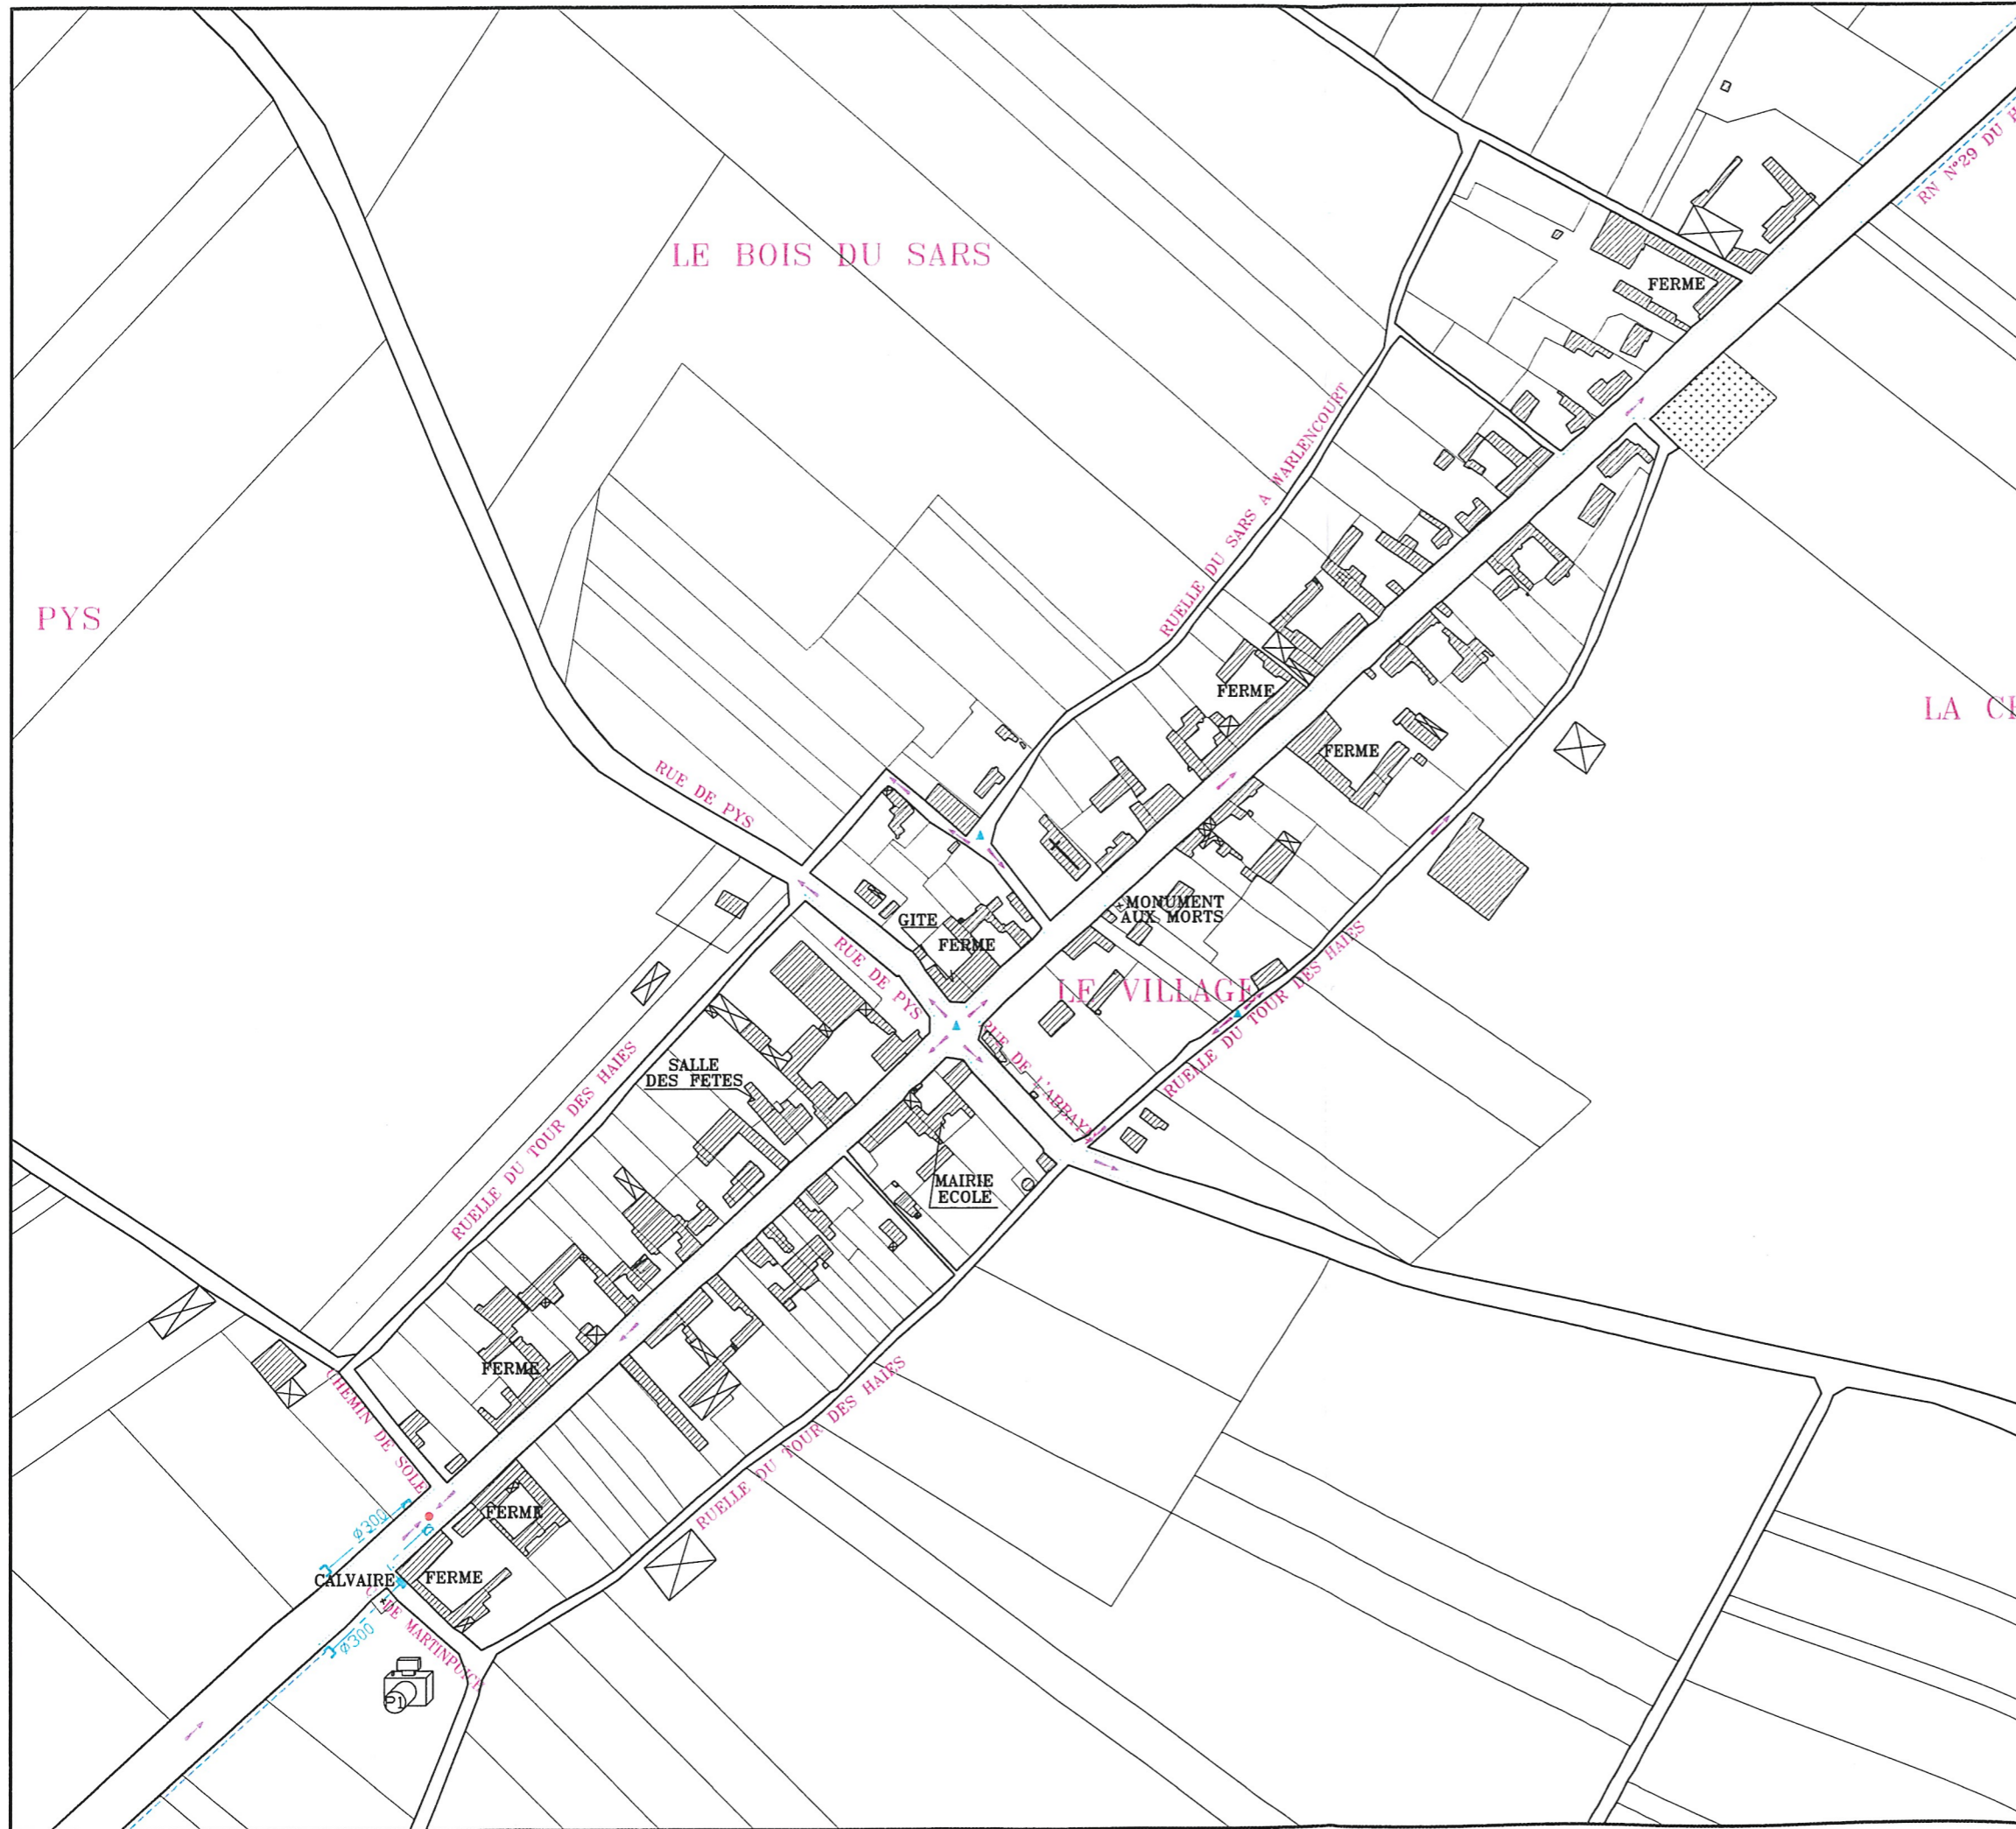 RN N°29 DU
LE BOIS DU SARS
FERME
RUELLE DU SARS A WARLENCOURT
PYS
FERME
LA
FERME
RUE DE PYS
MONUMENT
AUX MORTS
GITE
FERME
RUE DE PYS
LE VILLAGE
RUELLE DU TOUR DES HAIES
RUE DE L'ABBAYE
SALLE
DES FETES
RUELLE DU TOUR DES HAIES
MAIRIE
ECOLE
FERME
CHEMIN DE SOLE
RUELLE DU TOUR DES HAIES
FERME
Ø300
CALVAIRE
FERME
Ø300
C. DE MARTINPUICH
P1